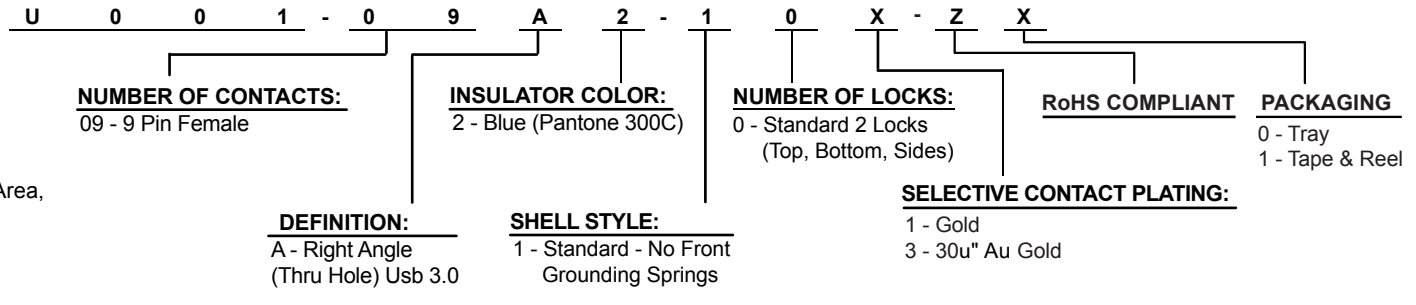 U 0 0 1 - 0 9 A 2 - 1 0 X - Z X
NUMBER OF CONTACTS:
09 - 9 Pin Female
INSULATOR COLOR:
2 - Blue (Pantone 300C)
NUMBER OF LOCKS:
0 - Standard 2 Locks
(Top, Bottom, Sides)
RoHS COMPLIANT
PACKAGING
0 - Tray
1 - Tape & Reel
Area,
DEFINITION:
A - Right Angle
(Thru Hole) Usb 3.0
SHELL STYLE:
1 - Standard - No Front
Grounding Springs
SELECTIVE CONTACT PLATING:
1 - Gold
3 - 30u" Au Gold